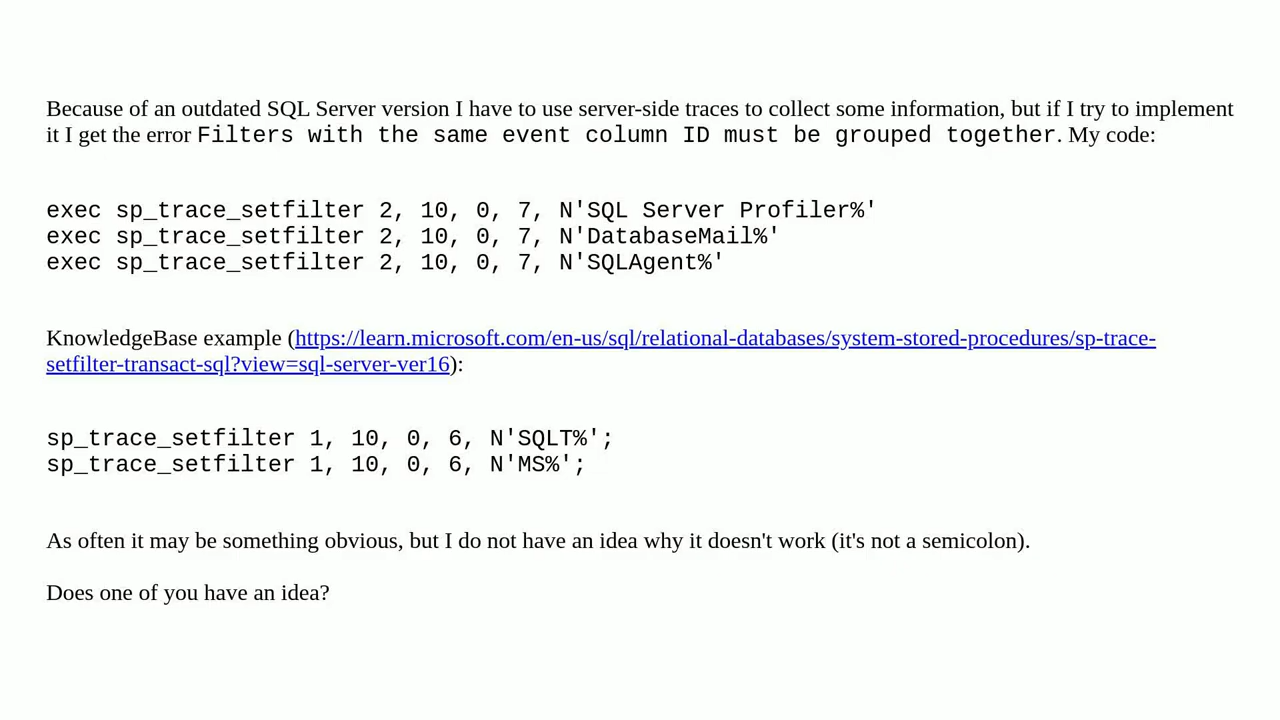 Because of an outdated SQL Server version I have to use server-side traces to collect some information, but if I try to implement
it I get the error Filters with the same event column ID must be grouped together. My code:
exec sp_trace_setfilter 2, 10, 0, 7, N'SQL Server Profiler%'
exec sp_trace_setfilter 2, 10, 0, 7, N'DatabaseMail%'
exec sp_trace_setfilter 2, 10, 0, 7, N'SQLAgent%'
KnowledgeBase example (https://learn.microsoft.com/en-us/sql/relational-databases/system-stored-procedures/sp-trace-
setfilter-transact-sql?view=sql-server-ver16):
sp_trace_setfilter 1, 10, 0, 6, N'SQLT%';
sp_trace_setfilter 1, 10, 0, 6, N'MS%';
As often it may be something obvious, but I do not have an idea why it doesn't work (it's not a semicolon).
Does one of you have an idea?